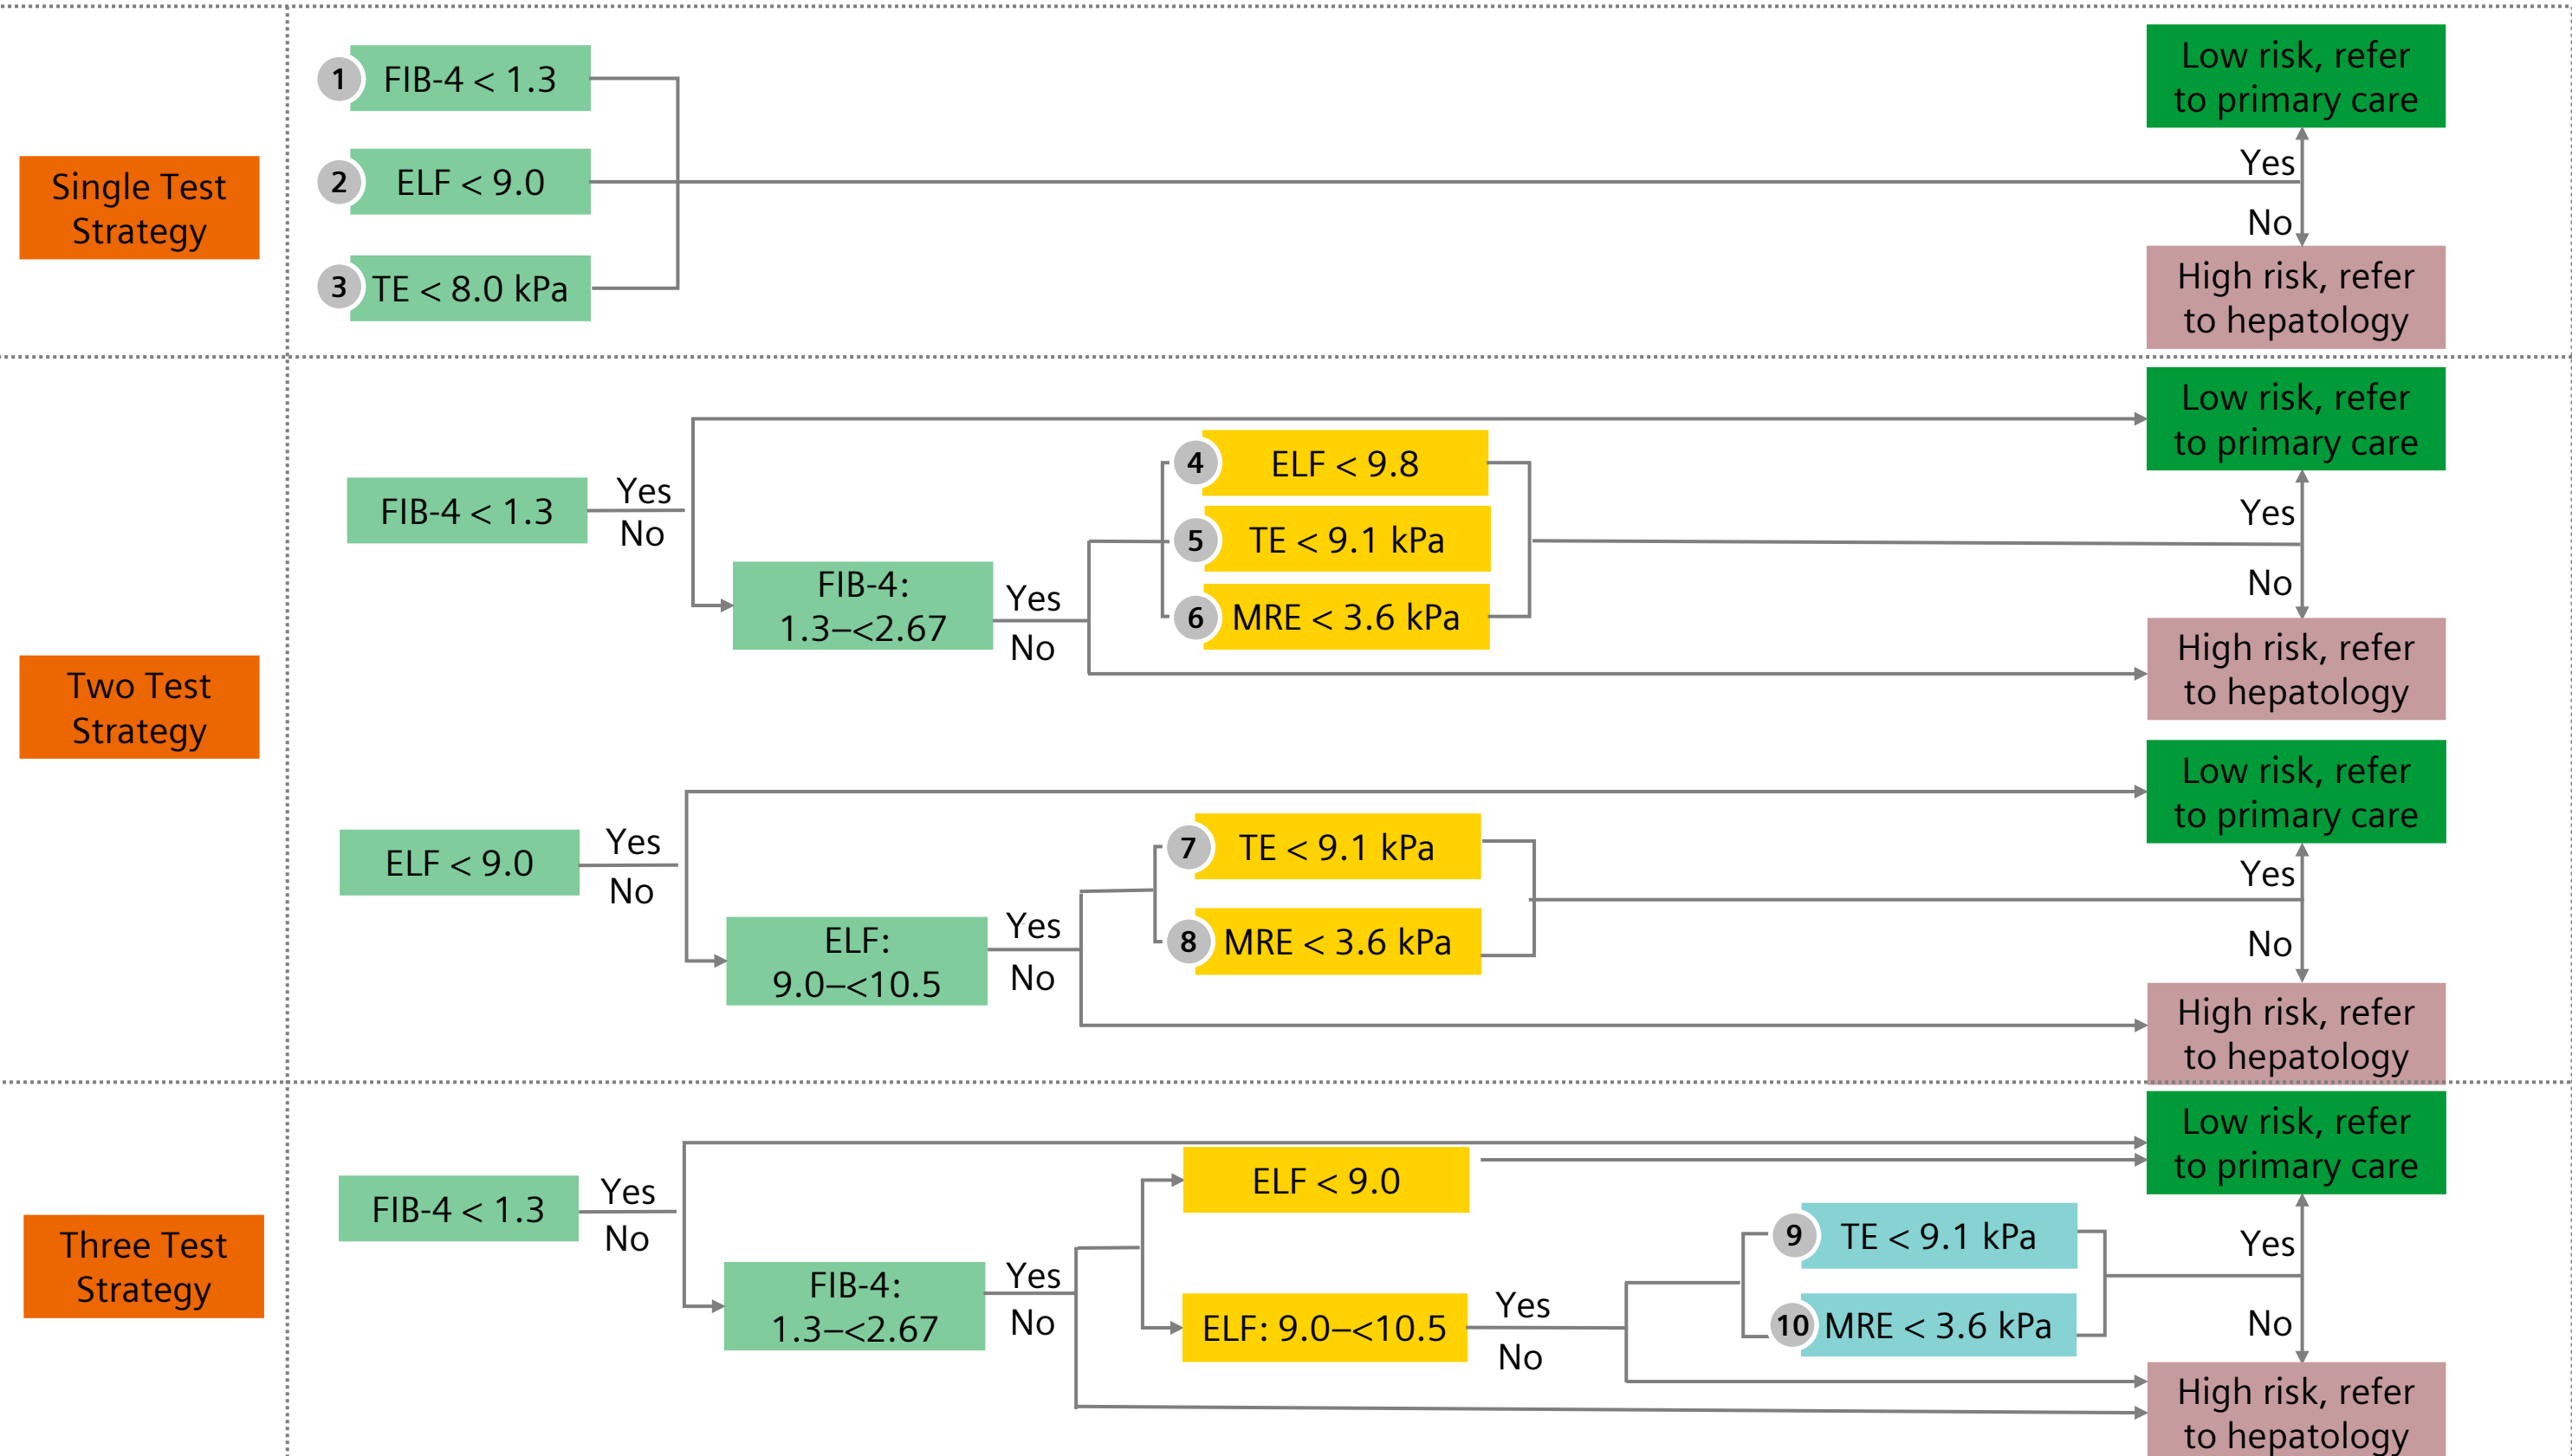 Single Test
Strategy
1
FIB-4 < 1.3
2
ELF < 9.0
3
TE < 8.0 kPa
Low risk, refer
to primary care
Yes
No
High risk, refer
to hepatology
Two Test
Strategy
FIB-4 < 1.3
Yes
No
FIB-4:
1.3–<2.67
Yes
No
4
ELF < 9.8
5
TE < 9.1 kPa
6
MRE < 3.6 kPa
Low risk, refer
to primary care
Yes
No
High risk, refer
to hepatology
ELF < 9.0
Yes
No
ELF:
9.0–<10.5
Yes
No
7
TE < 9.1 kPa
8
MRE < 3.6 kPa
Low risk, refer
to primary care
Yes
No
High risk, refer
to hepatology
Three Test
Strategy
FIB-4 < 1.3
Yes
No
FIB-4:
1.3–<2.67
Yes
No
ELF < 9.0
ELF: 9.0–<10.5
Yes
No
9
TE < 9.1 kPa
10
MRE < 3.6 kPa
Low risk, refer
to primary care
Yes
No
High risk, refer
to hepatology